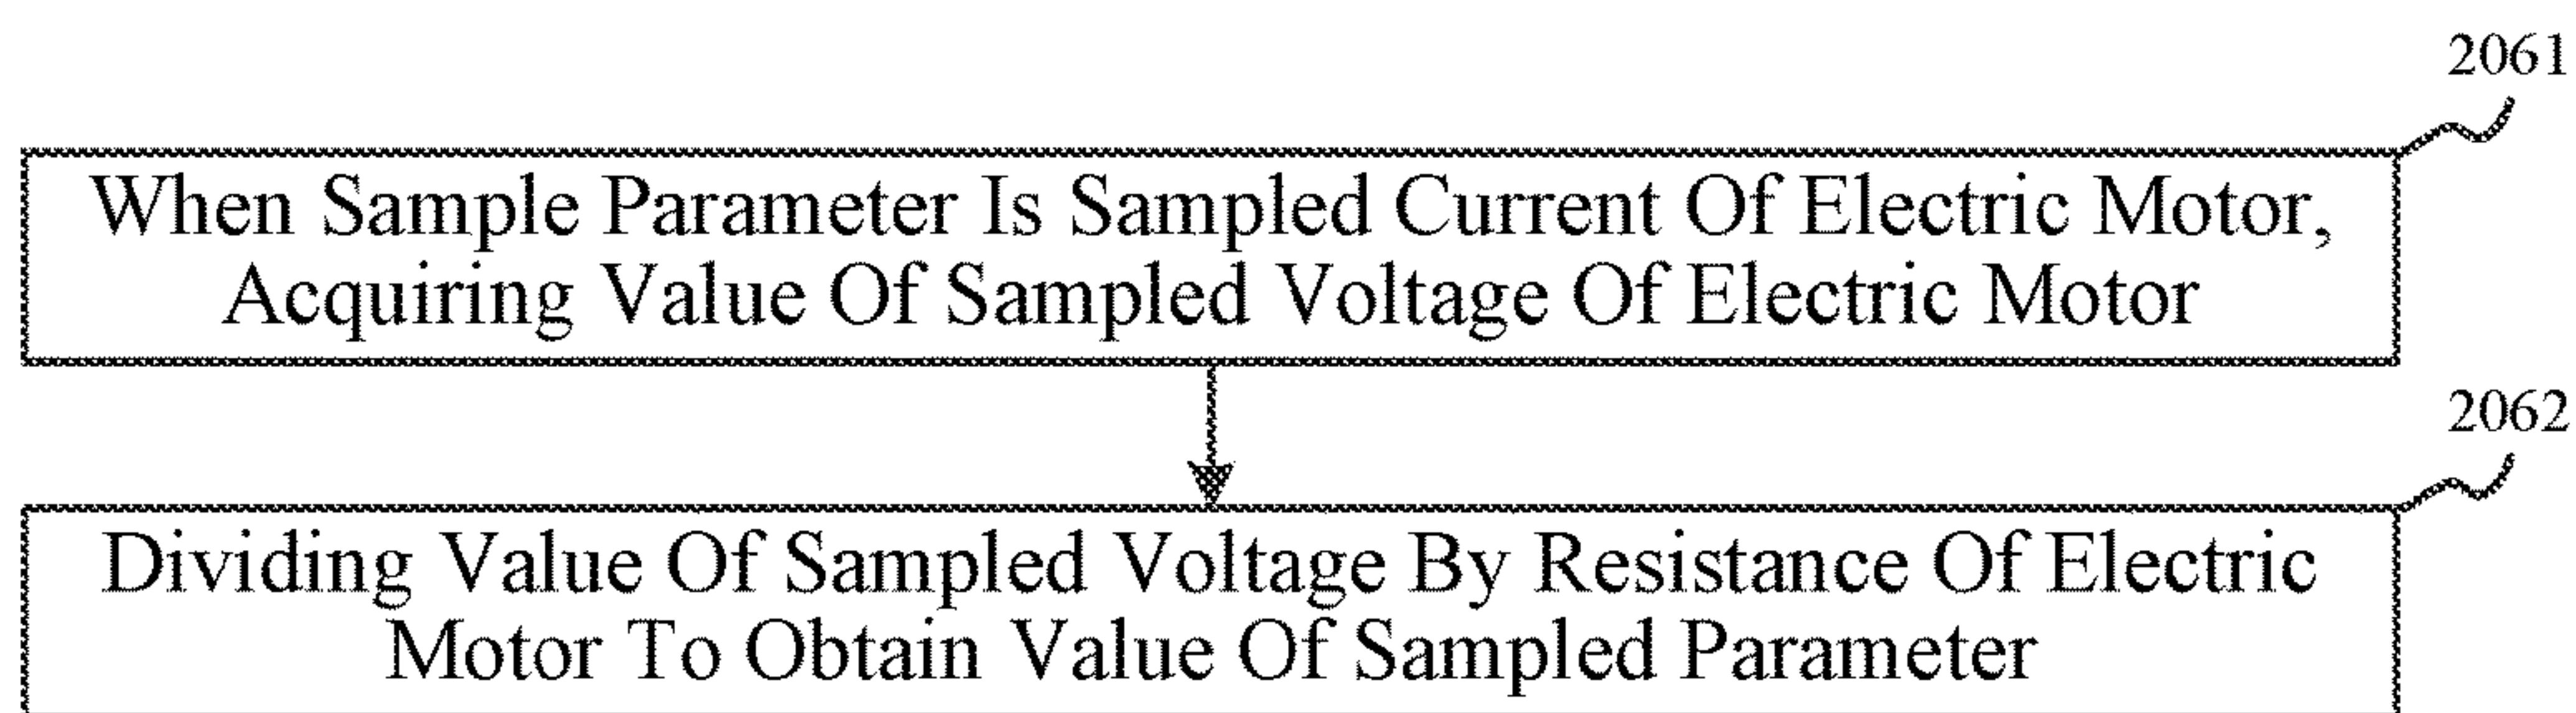 2061
When Sample Parameter Is Sampled Current Of Electric Motor,
Acquiring Value Of Sampled Voltage Of Electric Motor
2062
Dividing Value Of Sampled Voltage By Resistance Of Electric
Motor To Obtain Value Of Sampled Parameter